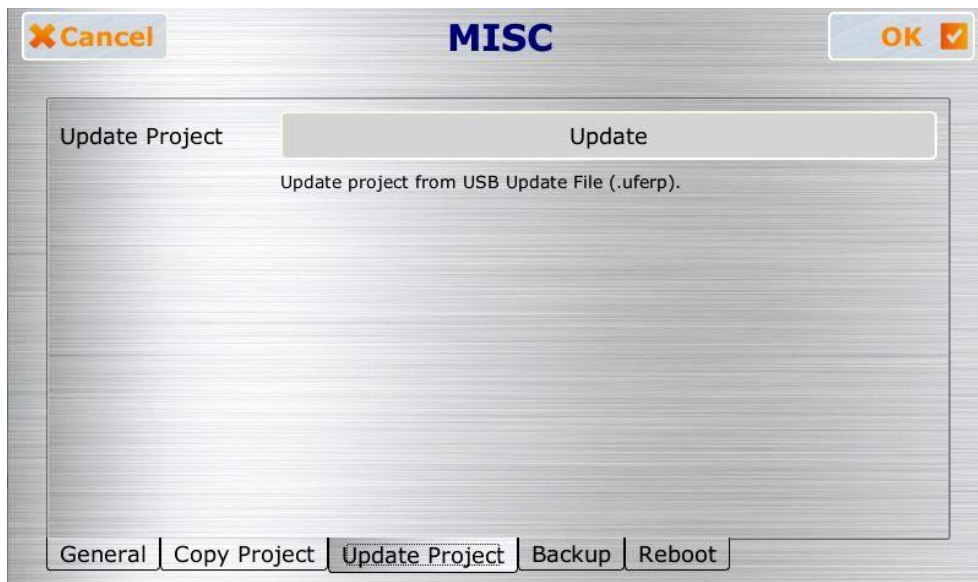 Cancel
MISC
OK
Update Project
Update
Update project from USB Update File (.uferp).
General
Copy Project
Update Project
Backup
Reboot